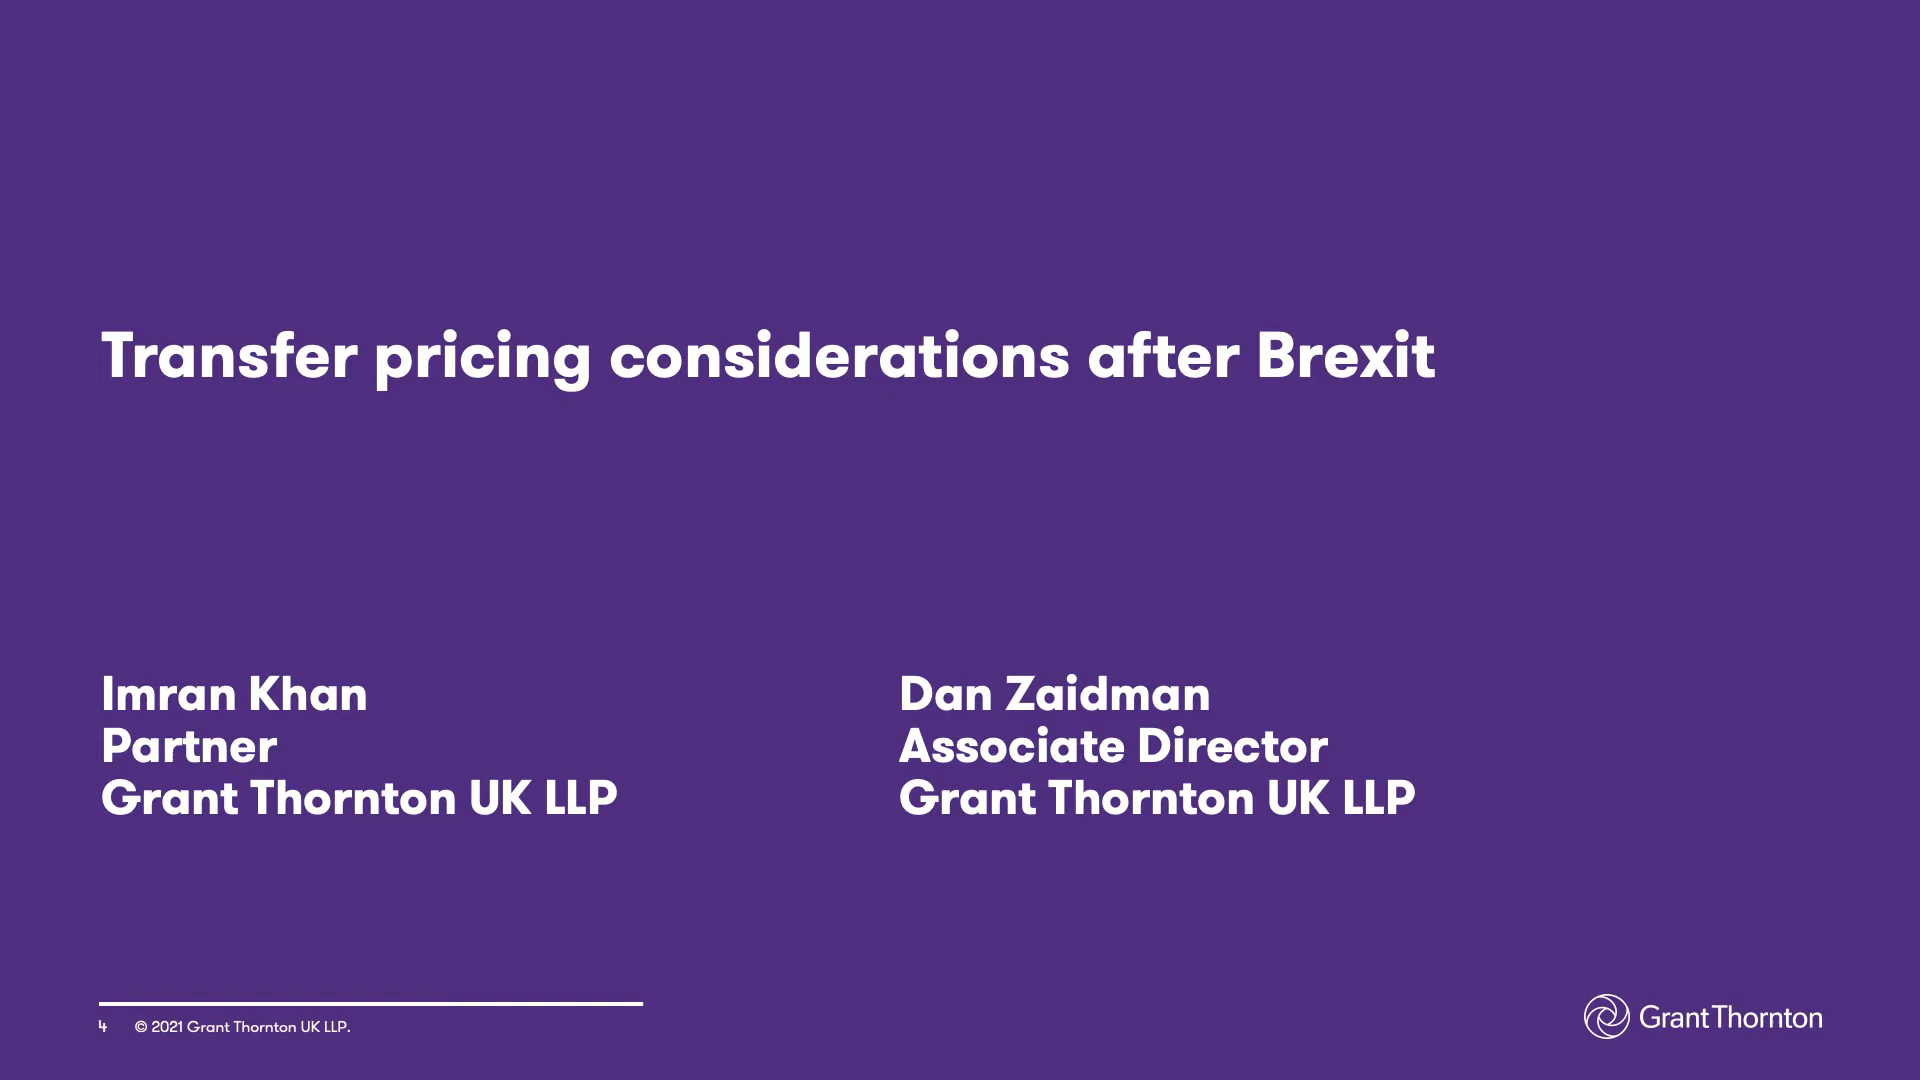 Transfer pricing considerations after Brexit
Imran Khan
Partner
Grant Thornton UK LLP
Dan Zaidman
Associate Director
Grant Thornton UK LLP
4 © 2021 Grant Thornton UK LLP.
Grant Thornton